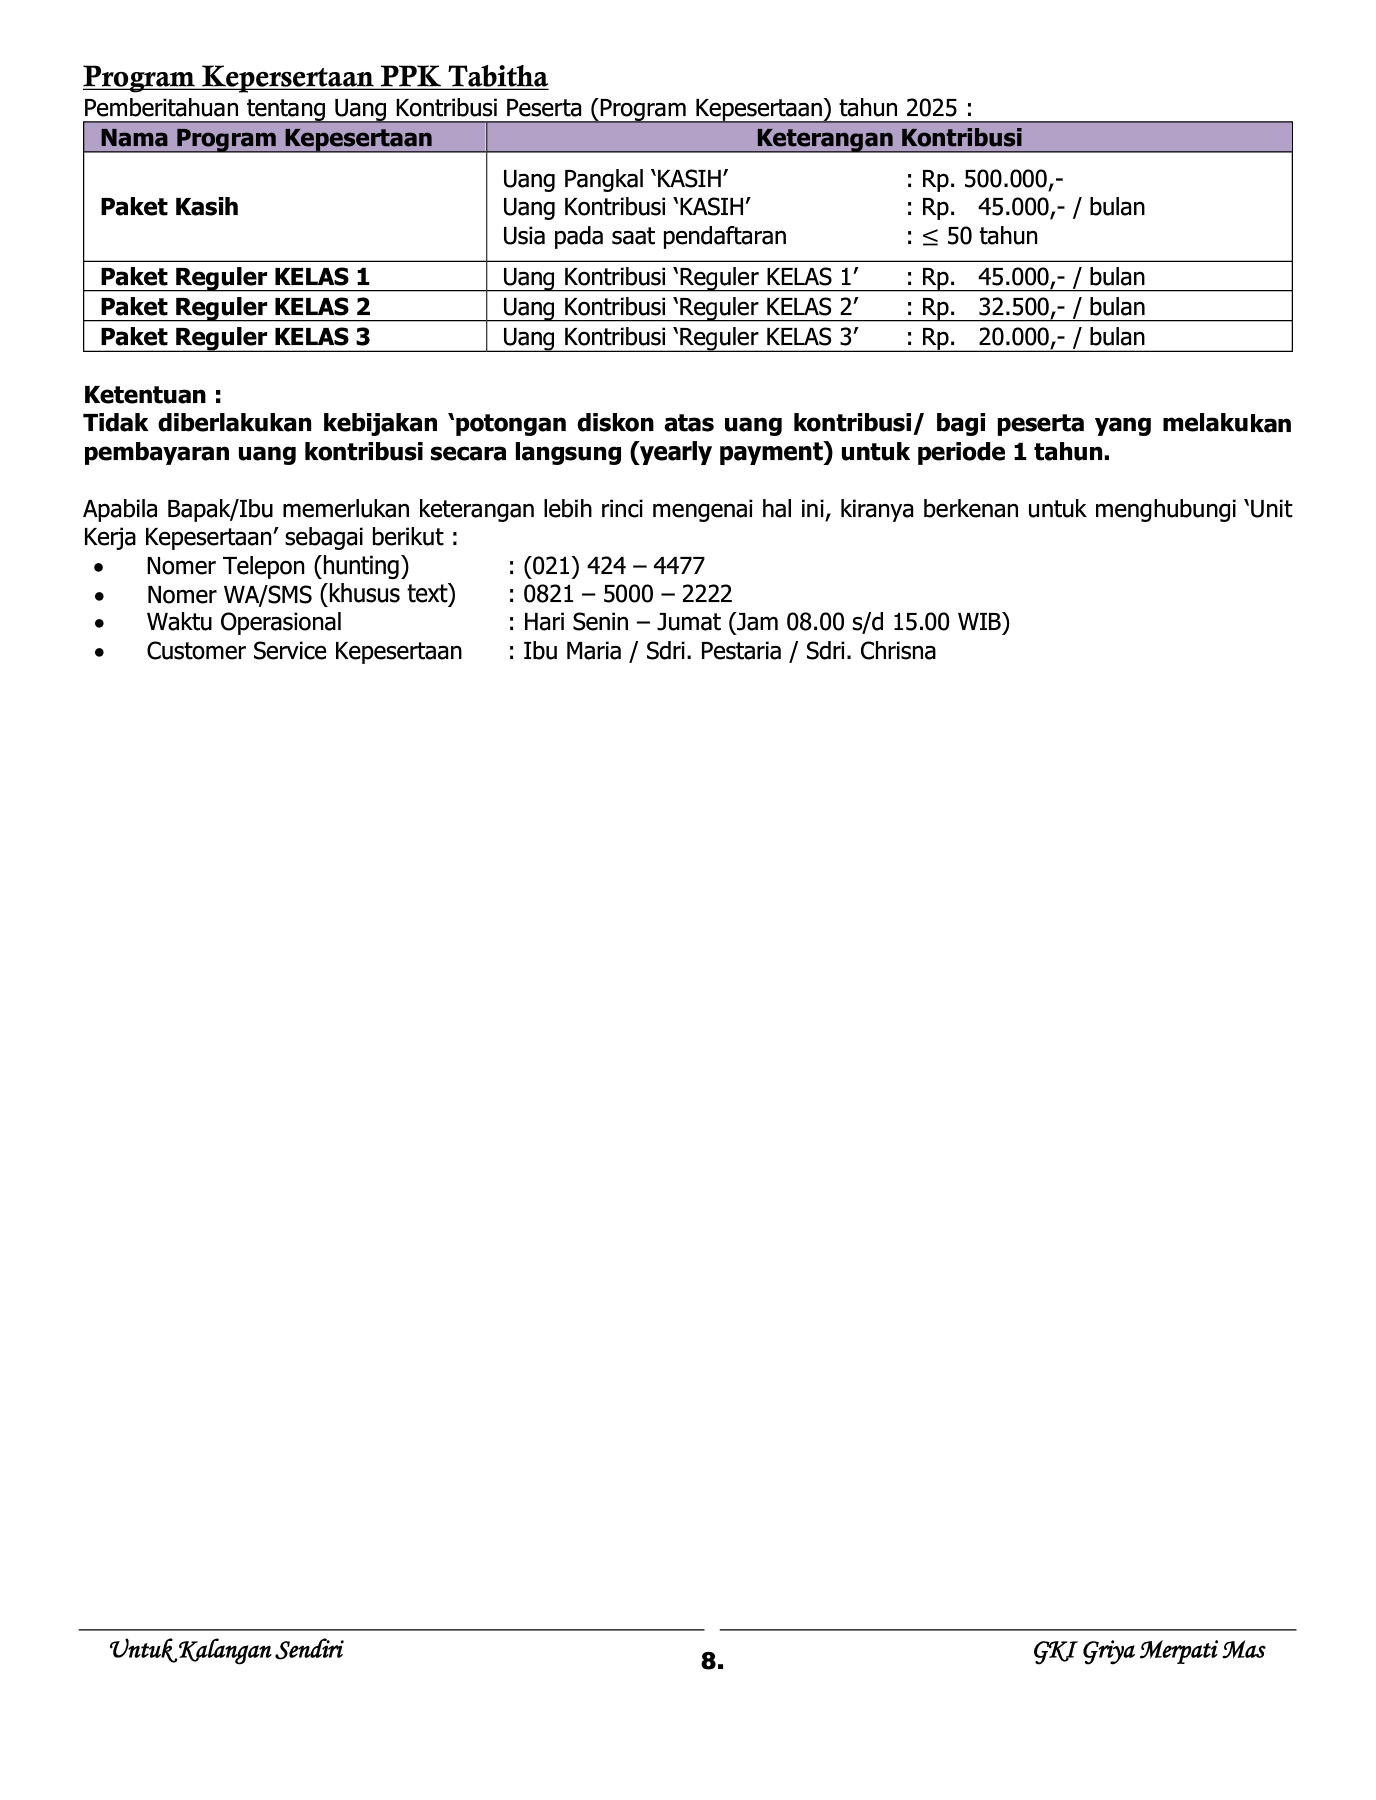 Program Kepersertaan PPK Tabitha
Pemberitahuan tentang Uang Kontribusi Peserta (Program Kepesertaan) tahun 2025 :
Nama Program Kepesertaan Keterangan Kontribusi
Paket Kasih
Uang Pangkal ‘KASIH’ : Rp. 500.000,-
Uang Kontribusi ‘KASIH’ : Rp. 45.000,- / bulan
Usia pada saat pendaftaran : ≤ 50 tahun
Paket Reguler KELAS 1 Uang Kontribusi ‘Reguler KELAS 1’ : Rp. 45.000,- / bulan
Paket Reguler KELAS 2 Uang Kontribusi ‘Reguler KELAS 2’ : Rp. 32.500,- / bulan
Paket Reguler KELAS 3 Uang Kontribusi ‘Reguler KELAS 3’ : Rp. 20.000,- / bulan
Ketentuan :
Tidak diberlakukan kebijakan ‘potongan diskon atas uang kontribusi/ bagi peserta yang melakukan
pembayaran uang kontribusi secara langsung (yearly payment) untuk periode 1 tahun.
Apabila Bapak/Ibu memerlukan keterangan lebih rinci mengenai hal ini, kiranya berkenan untuk menghubungi ‘Unit
Kerja Kepesertaan’ sebagai berikut :
• Nomer Telepon (hunting) : (021) 424 – 4477
• Nomer WA/SMS (khusus text) : 0821 – 5000 – 2222
• Waktu Operasional : Hari Senin – Jumat (Jam 08.00 s/d 15.00 WIB)
• Customer Service Kepesertaan : Ibu Maria / Sdri. Pestaria / Sdri. Chrisna
Untuk Kalangan Sendiri
8.
GKI Griya Merpati Mas